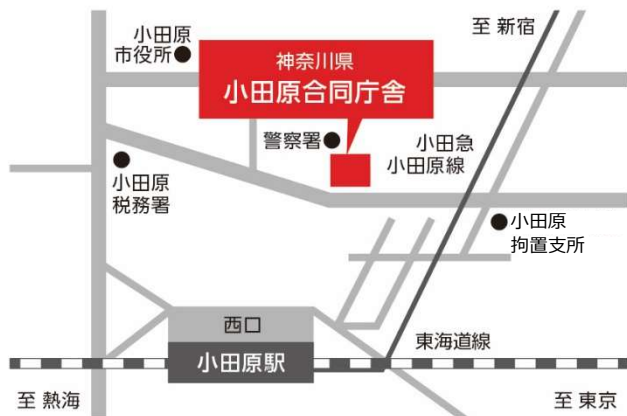 至 新宿
小田原
市役所
神奈川県
小田原合同庁舎
警察署
小田急
小田原線
小田原
税務署
小田原
拘置支所
西口
小田原駅
東海道線
至 熱海
至 東京